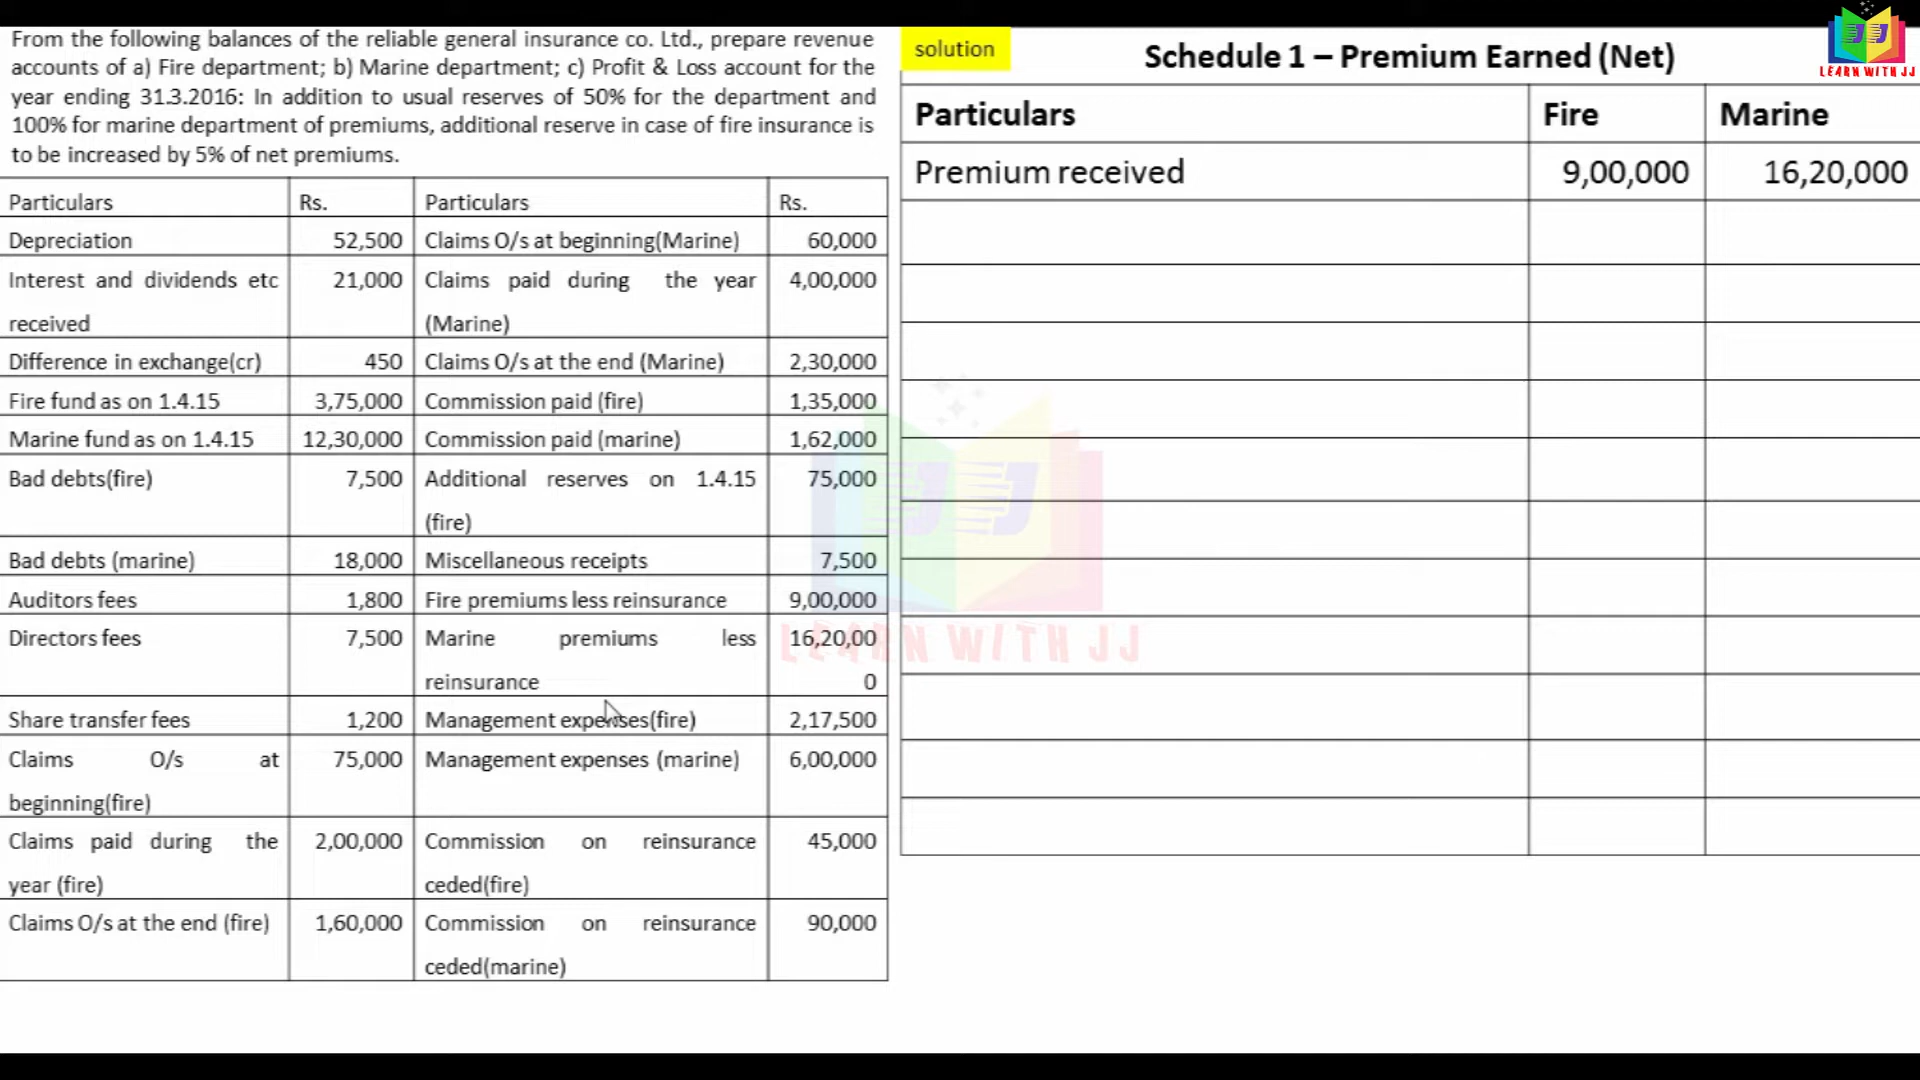 From the following balances of the reliable general insurance co. Ltd., prepare revenue
accounts of a) Fire department; b) Marine department; c) Profit & Loss account for the
year ending 31.3.2016: In addition to usual reserves of 50% for the department and
100% for marine department of premiums, additional reserve in case of fire insurance is
to be increased by 5% of net premiums.
Particulars Rs. Particulars Rs.
Depreciation 52,500 Claims O/s at beginning(Marine) 60,000
Interest and dividends etc 21,000 Claims paid during the year 4,00,000
received (Marine)
Difference in exchange(cr) 450 Claims O/s at the end (Marine) 2,30,000
Fire fund as on 1.4.15 3,75,000 Commission paid (fire) 1,35,000
Marine fund as on 1.4.15 12,30,000 Commission paid (marine) 1,62,000
Bad debts(fire) 7,500 Additional reserves on 1.4.15 75,000
(fire)
Bad debts (marine) 18,000 Miscellaneous receipts 7,500
Auditors fees 1,800 Fire premiums less reinsurance 9,00,000
Directors fees 7,500 Marine premiums less 16,20,00
reinsurance 0
Share transfer fees 1,200 Management expenses(fire) 2,17,500
Claims O/s at 75,000 Management expenses (marine) 6,00,000
beginning(fire)
Claims paid during the 2,00,000 Commission on reinsurance 45,000
year (fire) ceded(fire)
Claims O/s at the end (fire) 1,60,000 Commission on reinsurance 90,000
ceded(marine)
solution
Schedule 1 – Premium Earned (Net)
Particulars Fire Marine
Premium received 9,00,000 16,20,000
JJ
LEARN WITH JJ
JJ
LEARN WITH JJ